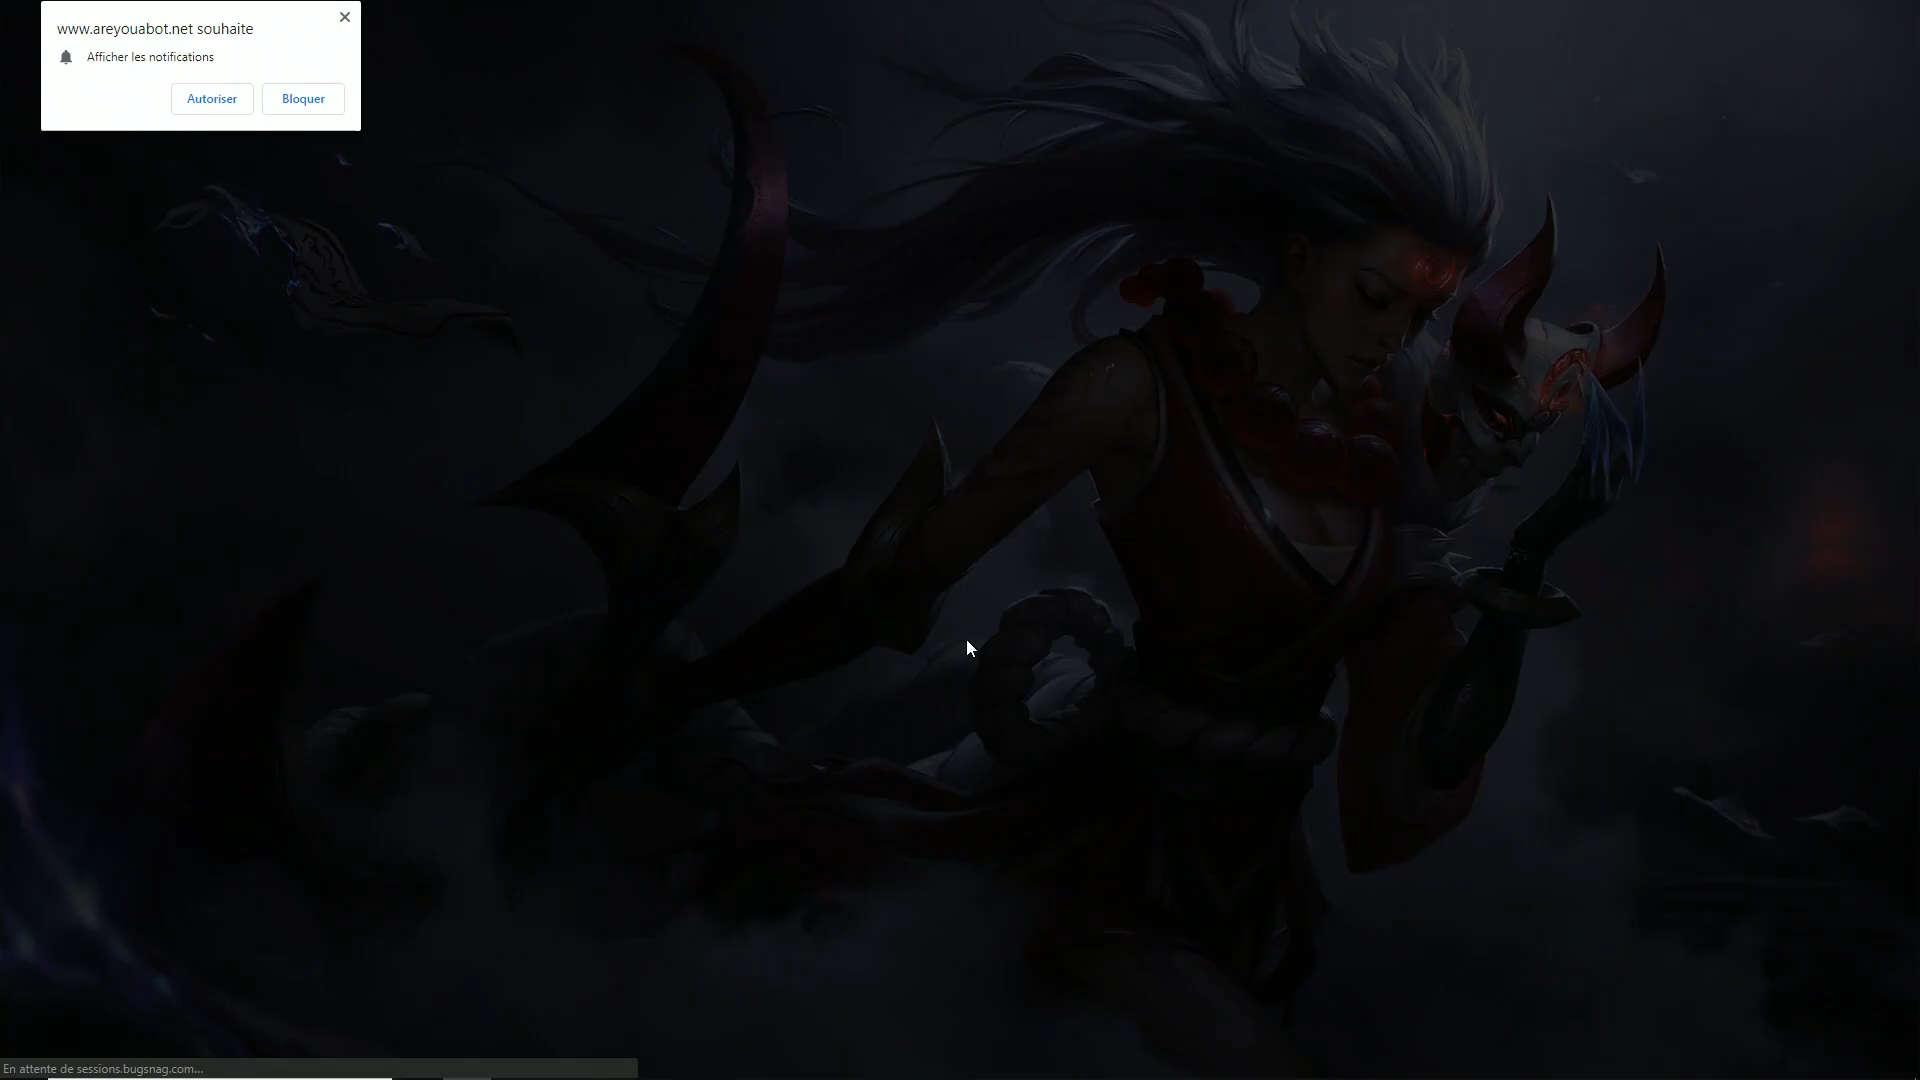 www.areyouabot.net souhaite
Afficher les notifications
Autoriser
Bloquer
En attente de sessions.bugsnag.com...